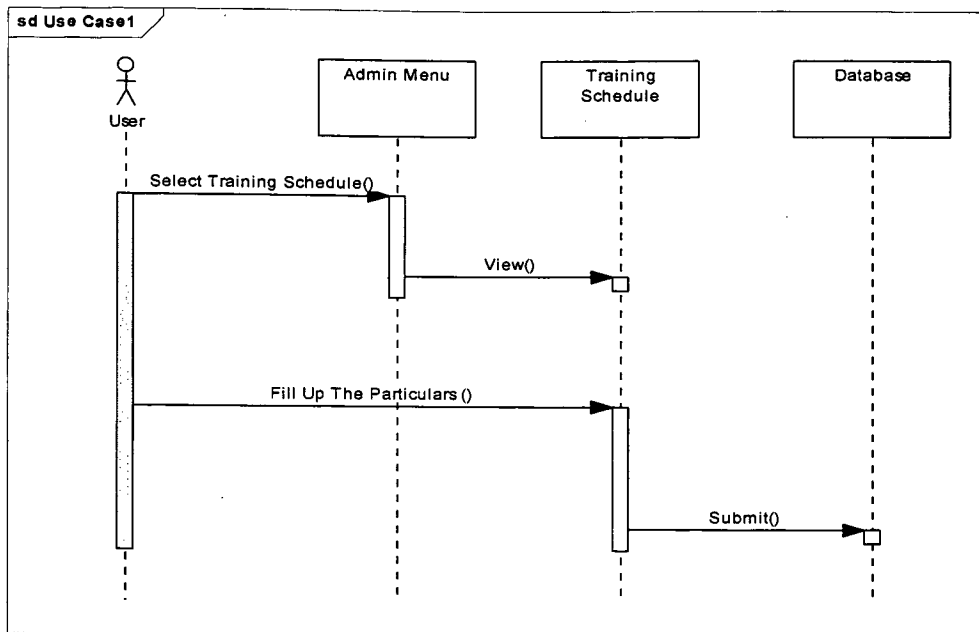 sd Use Case1
User
Admin Menu
Training
Schedule
Database
Select Training Schedule()
View()
Fill Up The Particulars ()
Submit()